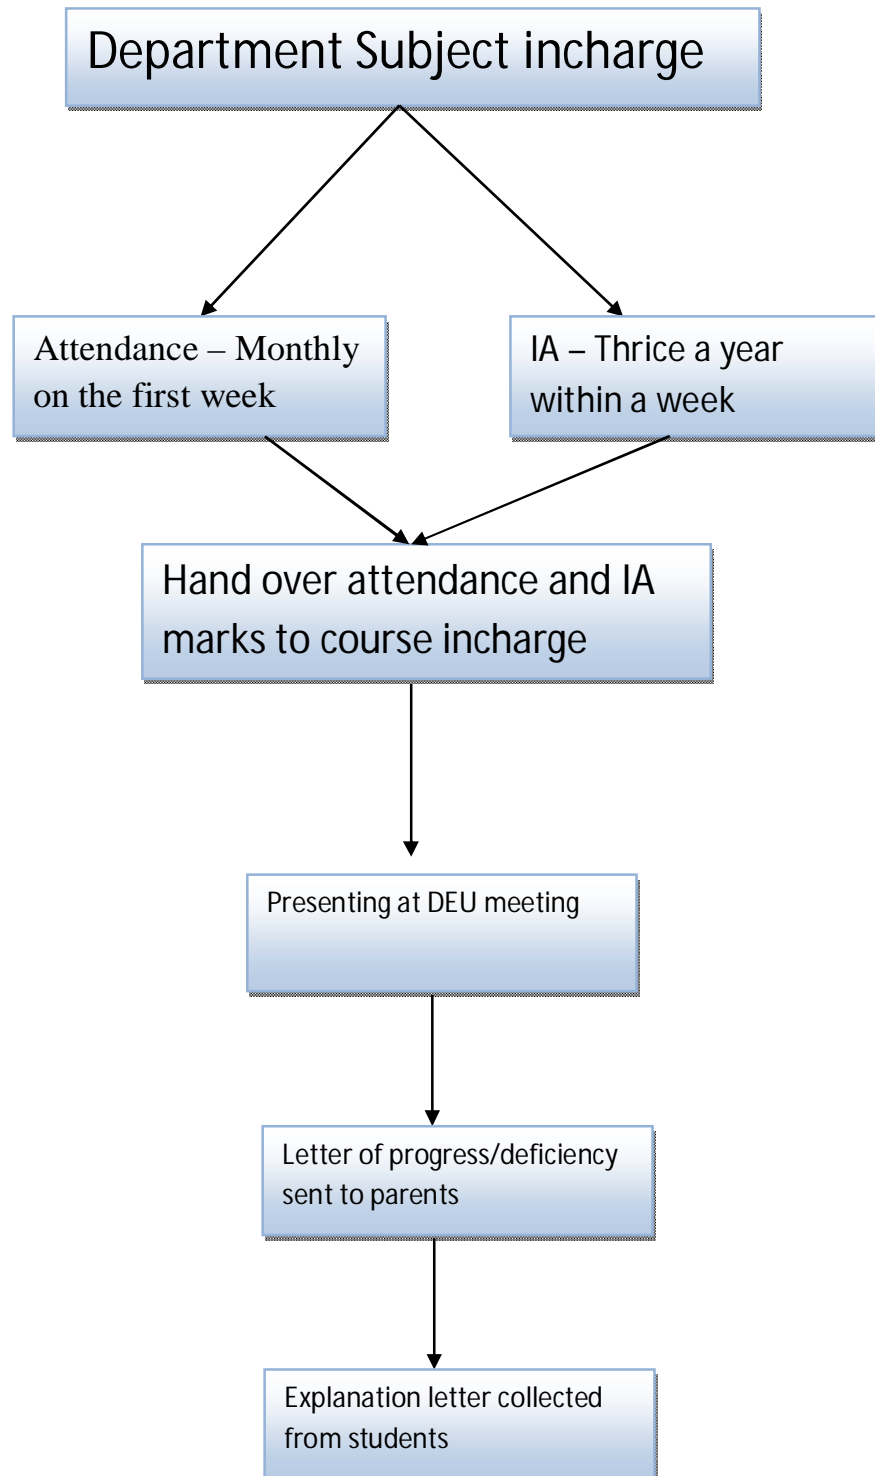 Department Subject incharge
Attendance – Monthly
on the first week
IA – Thrice a year
within a week
Hand over attendance and IA
marks to course incharge
Presenting at DEU meeting
Letter of progress/deficiency
sent to parents
Explanation letter collected
from students